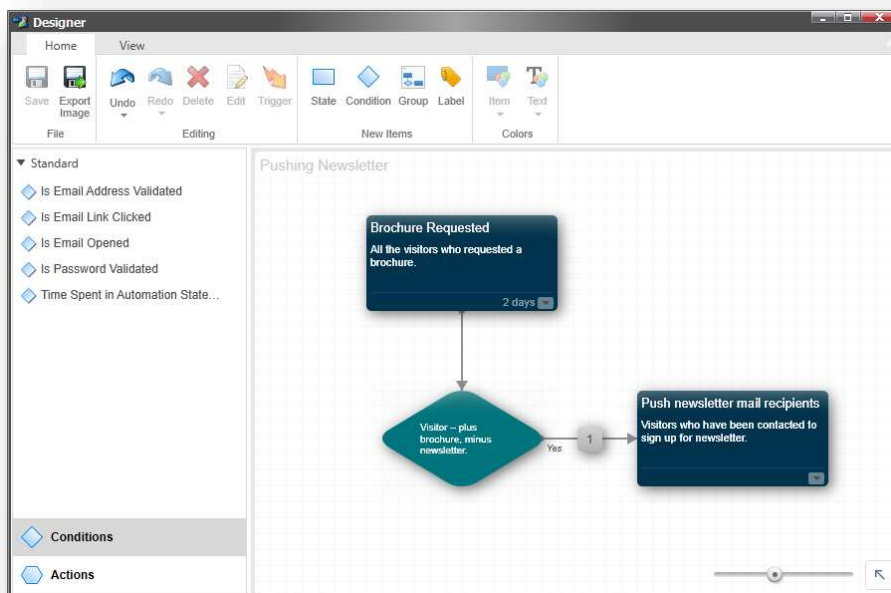 Designer
Home
View
Save
Export
Image
Undo
Redo
Delete
Edit
Trigger
State
Condition
Group
Label
Item
Text
File
Editing
New Items
Colors
Standard
Is Email Address Validated
Is Email Link Clicked
Is Email Opened
Is Password Validated
Time Spent in Automation State...
Conditions
Actions
Pushing Newsletter
Brochure Requested
All the visitors who requested a
brochure.
2 days
Visitor – plus
brochure, minus
newsletter.
Yes
1
Push newsletter mail recipients
Visitors who have been contacted to
sign up for newsletter.